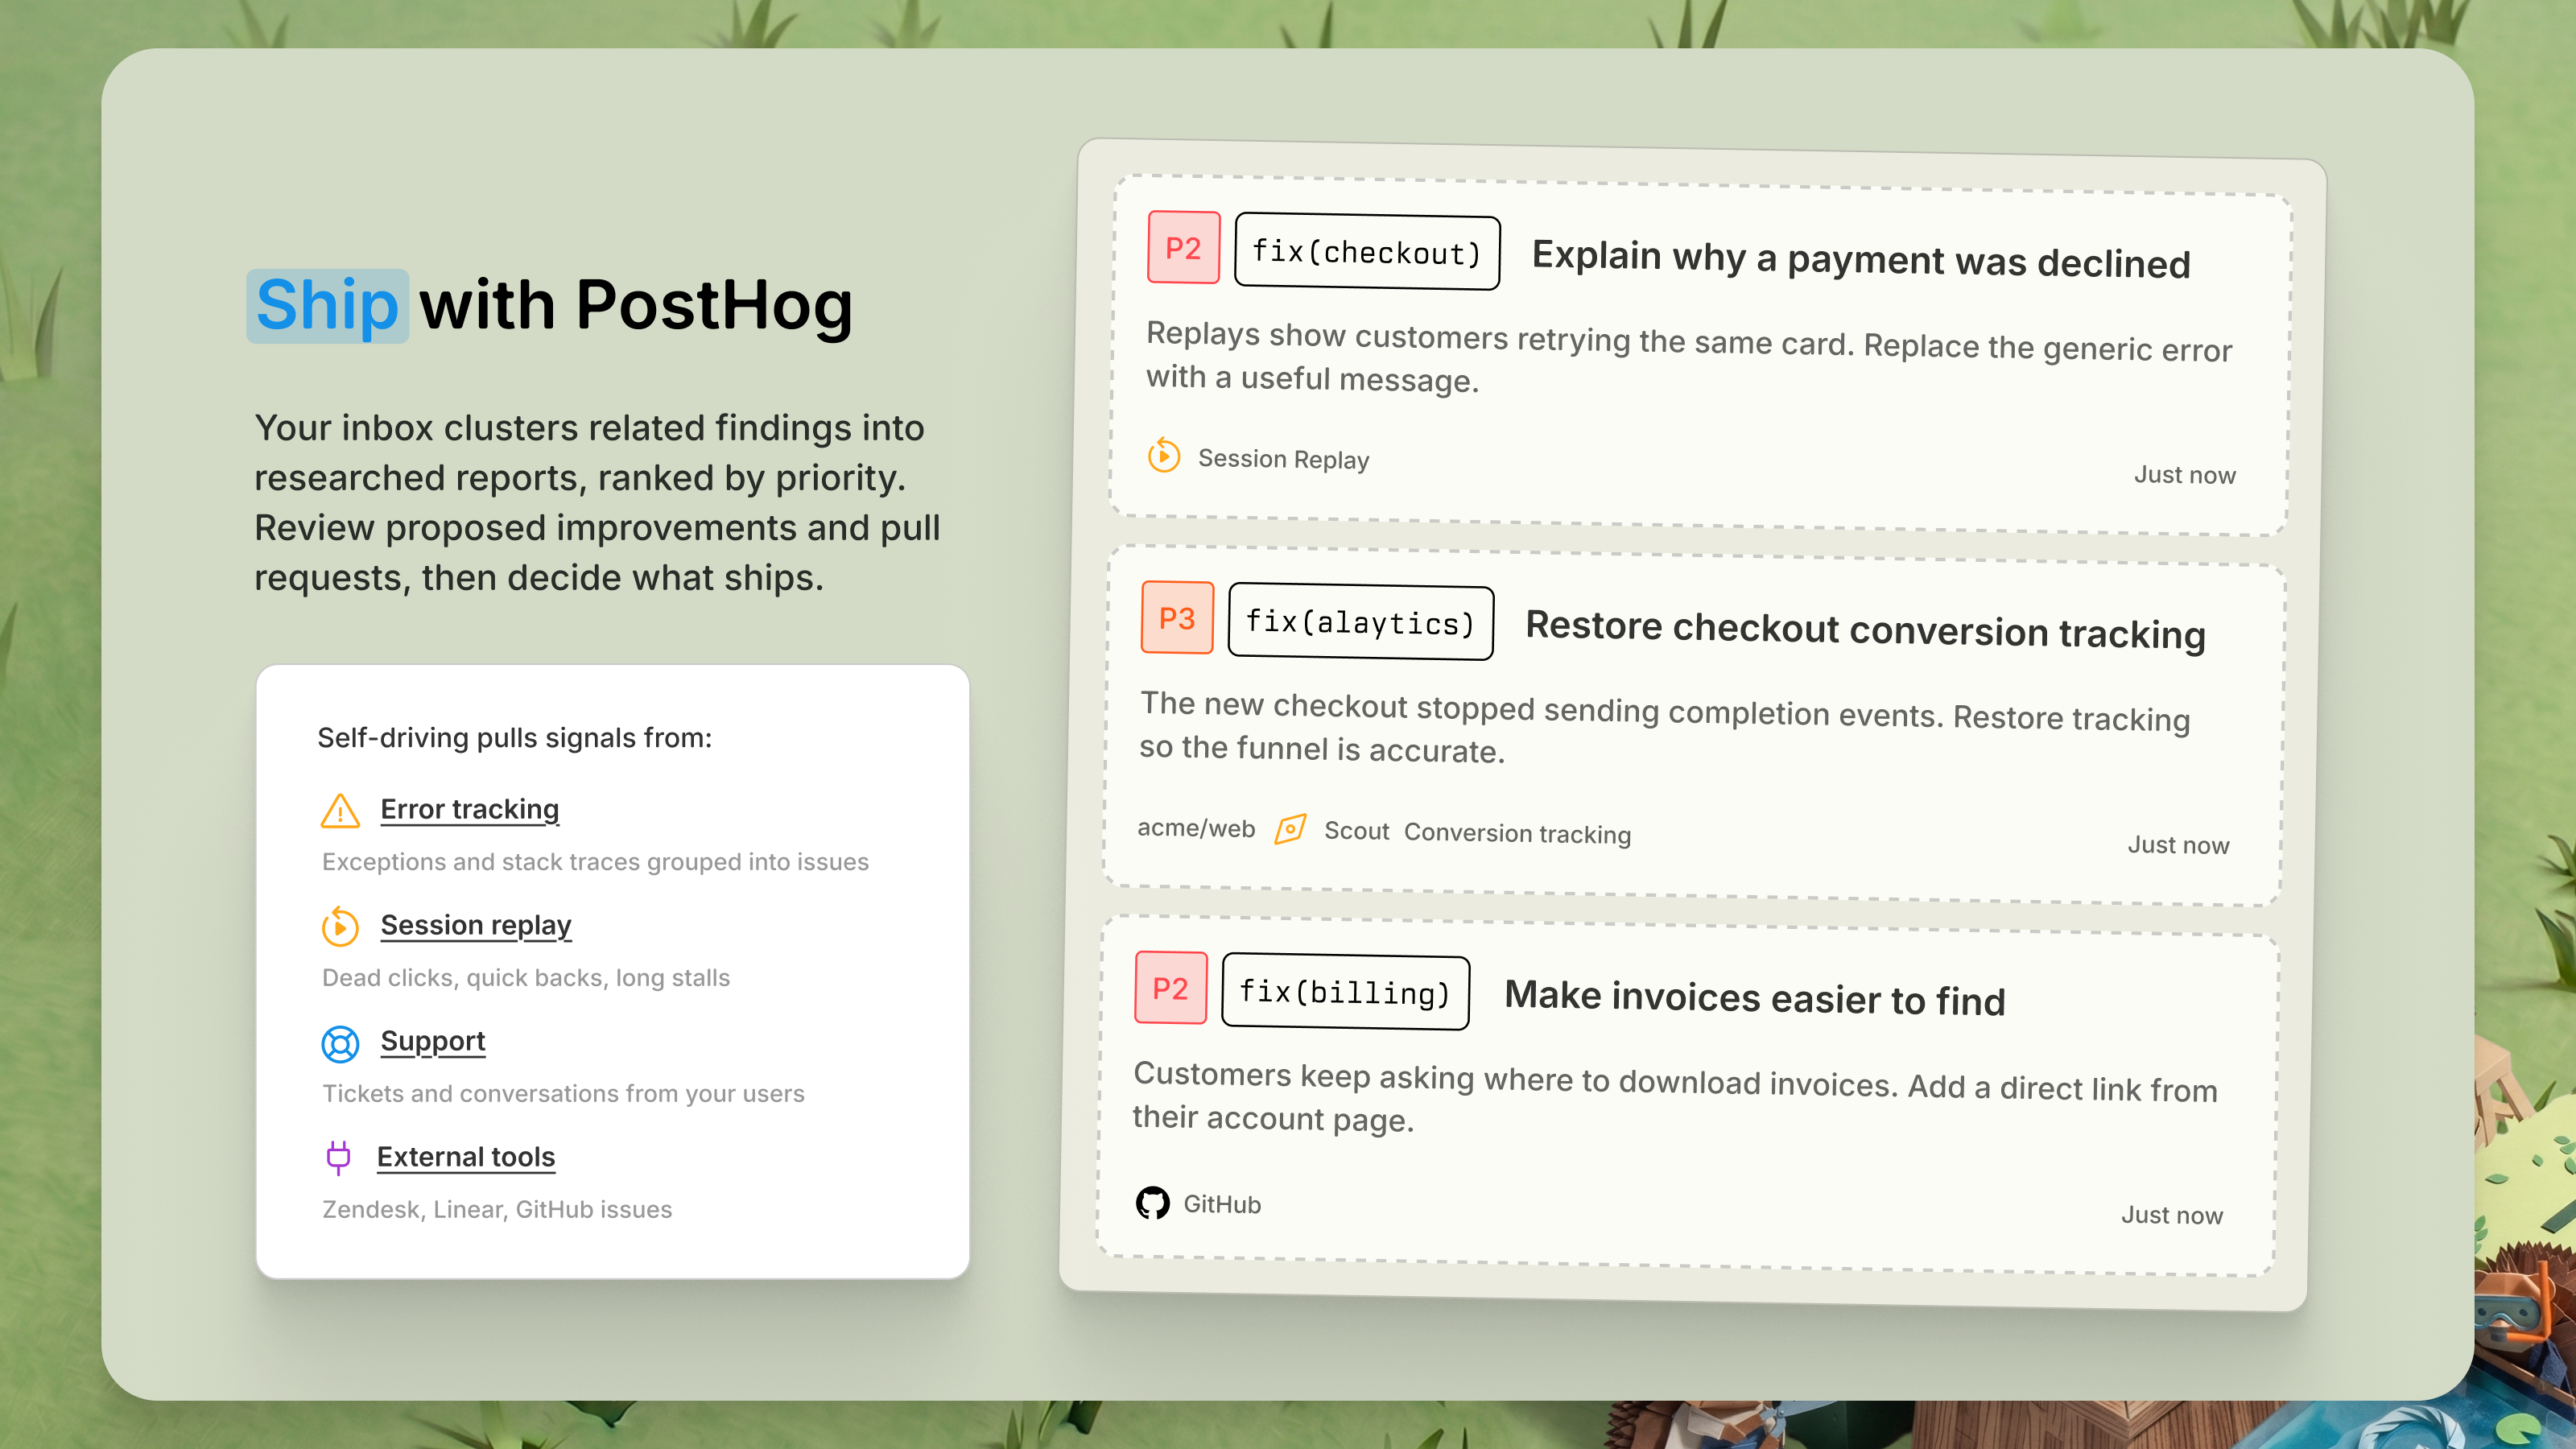 Ship with PostHog
Your inbox clusters related findings into
researched reports, ranked by priority.
Review proposed improvements and pull
requests, then decide what ships.
Self-driving pulls signals from:
Error tracking
Exceptions and stack traces grouped into issues
Session replay
Dead clicks, quick backs, long stalls
Support
Tickets and conversations from your users
External tools
Zendesk, Linear, GitHub issues
P2 fix(checkout) Explain why a payment was declined
Replays show customers retrying the same card. Replace the generic error
with a useful message.
Session Replay Just now
P3 fix(alaytics) Restore checkout conversion tracking
The new checkout stopped sending completion events. Restore tracking
so the funnel is accurate.
acme/web Scout Conversion tracking Just now
P2 fix(billing) Make invoices easier to find
Customers keep asking where to download invoices. Add a direct link from
their account page.
GitHub Just now